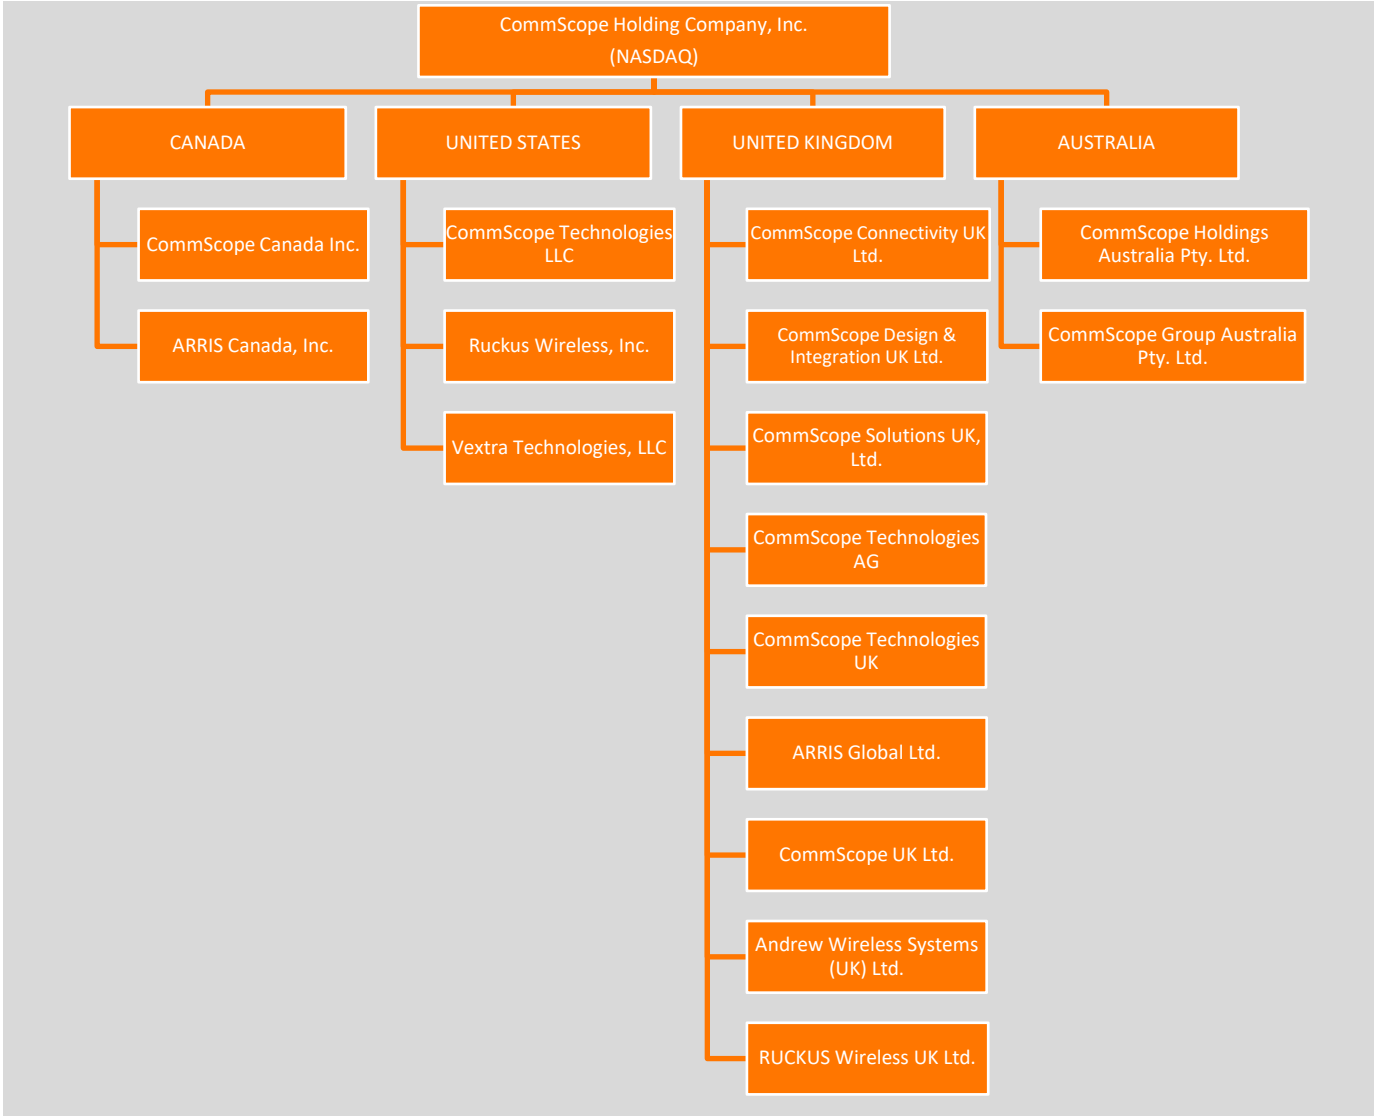 CommScope Holding Company, Inc.
(NASDAQ)
CANADA
CommScope Canada Inc.
ARRIS Canada, Inc.
UNITED STATES
CommScope Technologies
LLC
Ruckus Wireless, Inc.
Vextra Technologies, LLC
UNITED KINGDOM
CommScope Connectivity UK
Ltd.
CommScope Design &
Integration UK Ltd.
CommScope Solutions UK,
Ltd.
CommScope Technologies
AG
CommScope Technologies
UK
ARRIS Global Ltd.
CommScope UK Ltd.
Andrew Wireless Systems
(UK) Ltd.
RUCKUS Wireless UK Ltd.
AUSTRALIA
CommScope Holdings
Australia Pty. Ltd.
CommScope Group Australia
Pty. Ltd.